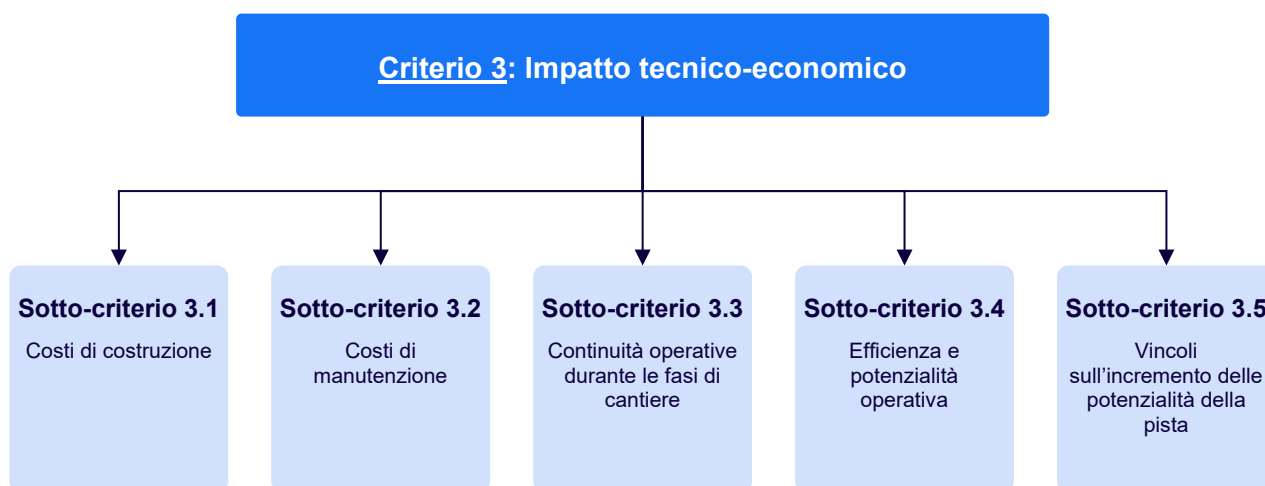 Criterio 3: Impatto tecnico-economico
Sotto-criterio 3.1
Costi di costruzione
Sotto-criterio 3.2
Costi di
manutenzione
Sotto-criterio 3.3
Continuità operative
durante le fasi di
cantiere
Sotto-criterio 3.4
Efficienza e
potenzialità
operativa
Sotto-criterio 3.5
Vincoli
sull’incremento delle
potenzialità della
pista